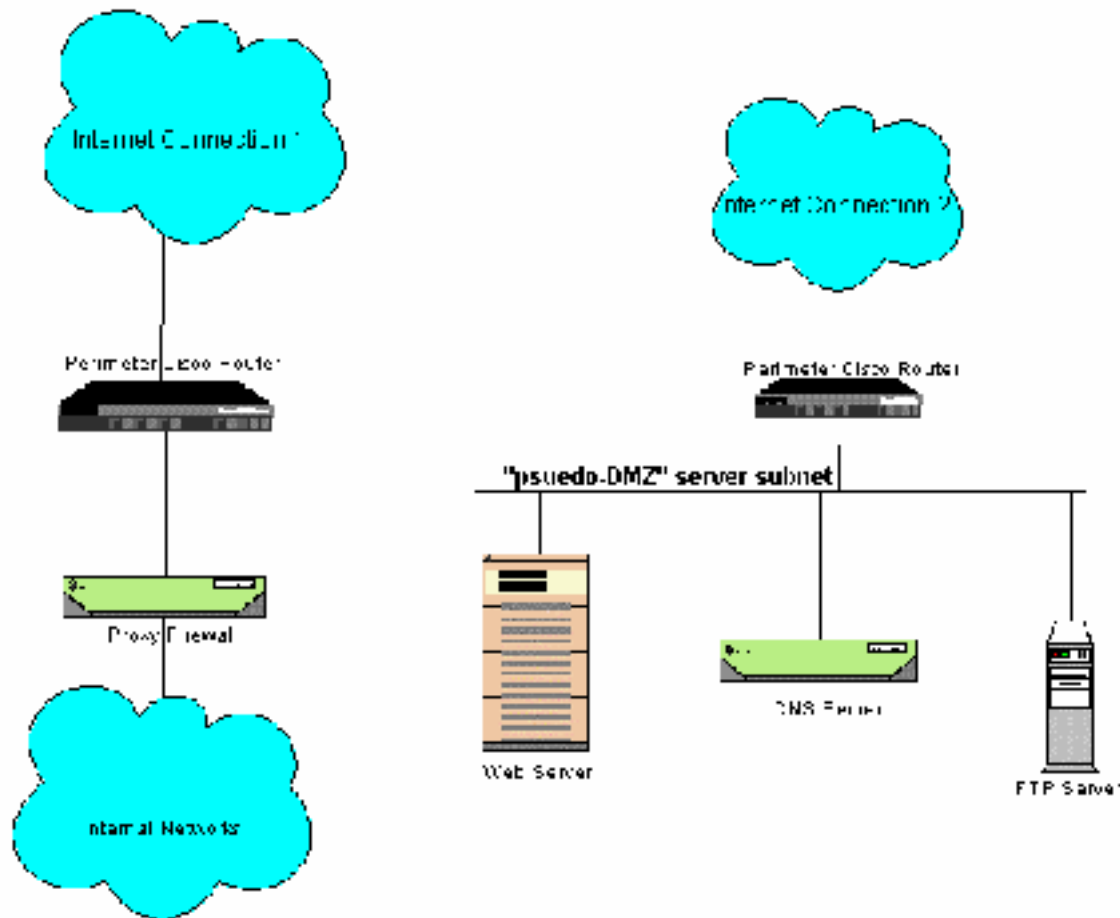 Internet Connection 1
Internet Connection 2
Perimeter Cisco Router
Perimeter Cisco Router
"psuedo-DMZ" server subnet
Proxy Firewall
DNS Server
Web Server
FTP Server
Internal Networks